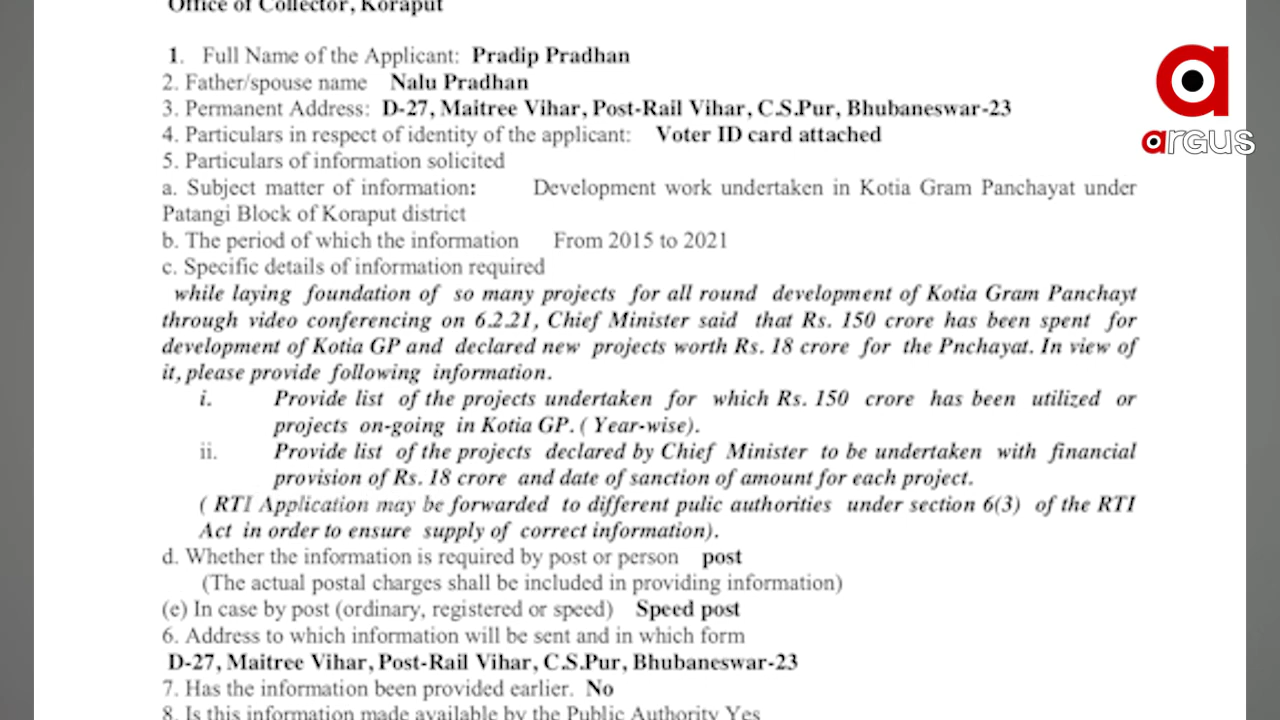 Office of Collector, Koraput
1. Full Name of the Applicant: Pradip Pradhan
2. Father/spouse name Nalu Pradhan
3. Permanent Address: D-27, Maitree Vihar, Post-Rail Vihar, C.S.Pur, Bhubaneswar-23
4. Particulars in respect of identity of the applicant: Voter ID card attached
5. Particulars of information solicited
a. Subject matter of information: Development work undertaken in Kotia Gram Panchayat under
Patangi Block of Koraput district
b. The period of which the information From 2015 to 2021
c. Specific details of information required
while laying foundation of so many projects for all round development of Kotia Gram Panchayt
through video conferencing on 6.2.21, Chief Minister said that Rs. 150 crore has been spent for
development of Kotia GP and declared new projects worth Rs. 18 crore for the Pnchayat. In view of
it, please provide following information.
i. Provide list of the projects undertaken for which Rs. 150 crore has been utilized or
projects on-going in Kotia GP. ( Year-wise).
ii. Provide list of the projects declared by Chief Minister to be undertaken with financial
provision of Rs. 18 crore and date of sanction of amount for each project.
( RTI Application may be forwarded to different pulic authorities under section 6(3) of the RTI
Act in order to ensure supply of correct information).
d. Whether the information is required by post or person post
(The actual postal charges shall be included in providing information)
(e) In case by post (ordinary, registered or speed) Speed post
6. Address to which information will be sent and in which form
D-27, Maitree Vihar, Post-Rail Vihar, C.S.Pur, Bhubaneswar-23
7. Has the information been provided earlier. No
8. Is this information made available by the Public Authority Yes
a
argus